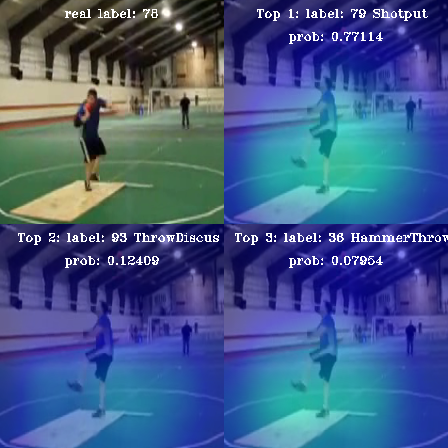 real label: 78
Top 1: label: 79 Shotput
prob: 0.77114
Top 2: label: 93 ThrowDiscus
prob: 0.12409
Top 3: label: 36 HammerThrow
prob: 0.07954